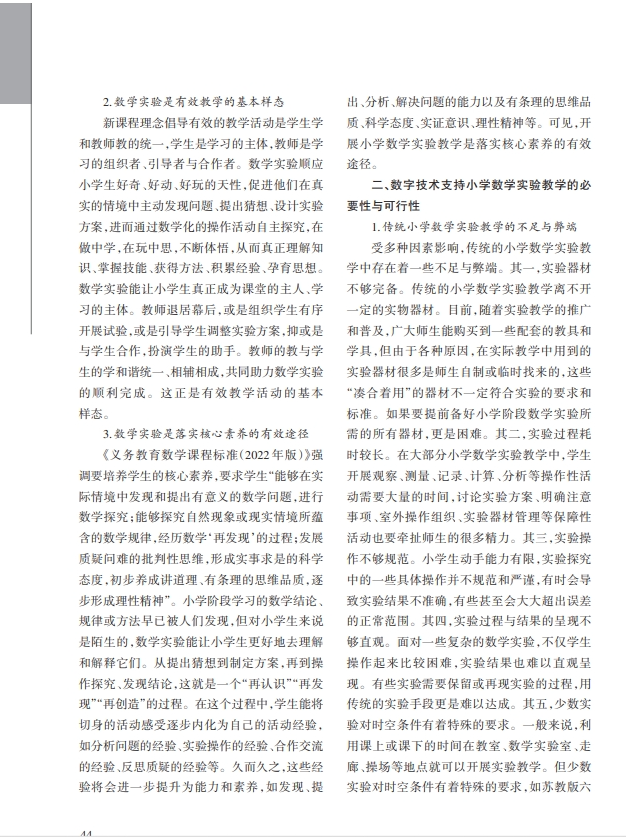 2.数学实验是有效教学的基本样态
新课程理念倡导有效的教学活动是学生学
和教师教的统一,学生是学习的主体,教师是学
习的组织者、引导者与合作者。数学实验顺应
小学生好奇、好动、好玩的天性,促进他们在真
实的情境中主动发现问题、提出猜想、设计实验
方案,进而通过数学化的操作活动自主探究,在
做中学,在玩中思,不断体悟,从而真正理解知
识、掌握技能、获得方法、积累经验、孕育思想。
数学实验能让小学生真正成为课堂的主人、学
习的主体。教师退居幕后,或是组织学生有序
开展试验,或是引导学生调整实验方案,抑或是
与学生合作,扮演学生的助手。教师的教与学
生的学和谐统一、相辅相成,共同助力数学实验
的顺利完成。这正是有效教学活动的基本
样态。
3.数学实验是落实核心素养的有效途径
《义务教育数学课程标准(2022年版)》强
调要培养学生的核心素养,要求学生“能够在实
际情境中发现和提出有意义的数学问题,进行
数学探究;能够探究自然现象或现实情境所蕴
含的数学规律,经历数学‘再发现’的过程;发展
质疑问难的批判性思维,形成实事求是的科学
态度,初步养成讲道理、有条理的思维品质,逐
步形成理性精神”。小学阶段学习的数学结论、
规律或方法早已被人们发现,但对小学生来说
是陌生的,数学实验能让小学生更好地去理解
和解释它们。从提出猜想到制定方案,再到操
作探究、发现结论,这就是一个“再认识”“再发
现”“再创造”的过程。在这个过程中,学生能将
切身的活动感受逐步内化为自己的活动经验,
如分析问题的经验、实验操作的经验、合作交流
的经验、反思质疑的经验等。久而久之,这些经
验将会进一步提升为能力和素养,如发现、提
出、分析、解决问题的能力以及有条理的思维品
质、科学态度、实证意识、理性精神等。可见,开
展小学数学实验教学是落实核心素养的有效
途径。
二、数字技术支持小学数学实验教学的必
要性与可行性
1.传统小学数学实验教学的不足与弊端
受多种因素影响,传统的小学数学实验教
学中存在着一些不足与弊端。其一,实验器材
不够完备。传统的小学数学实验教学离不开
一定的实物器材。目前,随着实验教学的推广
和普及,广大师生能购买到一些配套的教具和
学具,但由于各种原因,在实际教学中用到的
实验器材很多是师生自制或临时找来的,这些
“凑合着用”的器材不一定符合实验的要求和
标准。如果要提前备好小学阶段数学实验所
需的所有器材,更是困难。其二,实验过程耗
时较长。在大部分小学数学实验教学中,学生
开展观察、测量、记录、计算、分析等操作性活
动需要大量的时间,讨论实验方案、明确注意
事项、室外操作组织、实验器材管理等保障性
活动也要牵扯师生的很多精力。其三,实验操
作不够规范。小学生动手能力有限,实验探究
中的一些具体操作并不规范和严谨,有时会导
致实验结果不准确,有些甚至会大大超出误差
的正常范围。其四,实验过程与结果的呈现不
够直观。面对一些复杂的数学实验,不仅学生
操作起来比较困难,实验结果也难以直观呈
现。有些实验需要保留或再现实验的过程,用
传统的实验手段更是难以达成。其五,少数实
验对时空条件有着特殊的要求。一般来说,利
用课上或课下的时间在教室、数学实验室、走
廊、操场等地点就可以开展实验教学。但少数
实验对时空条件有着特殊的要求,如苏教版六
44